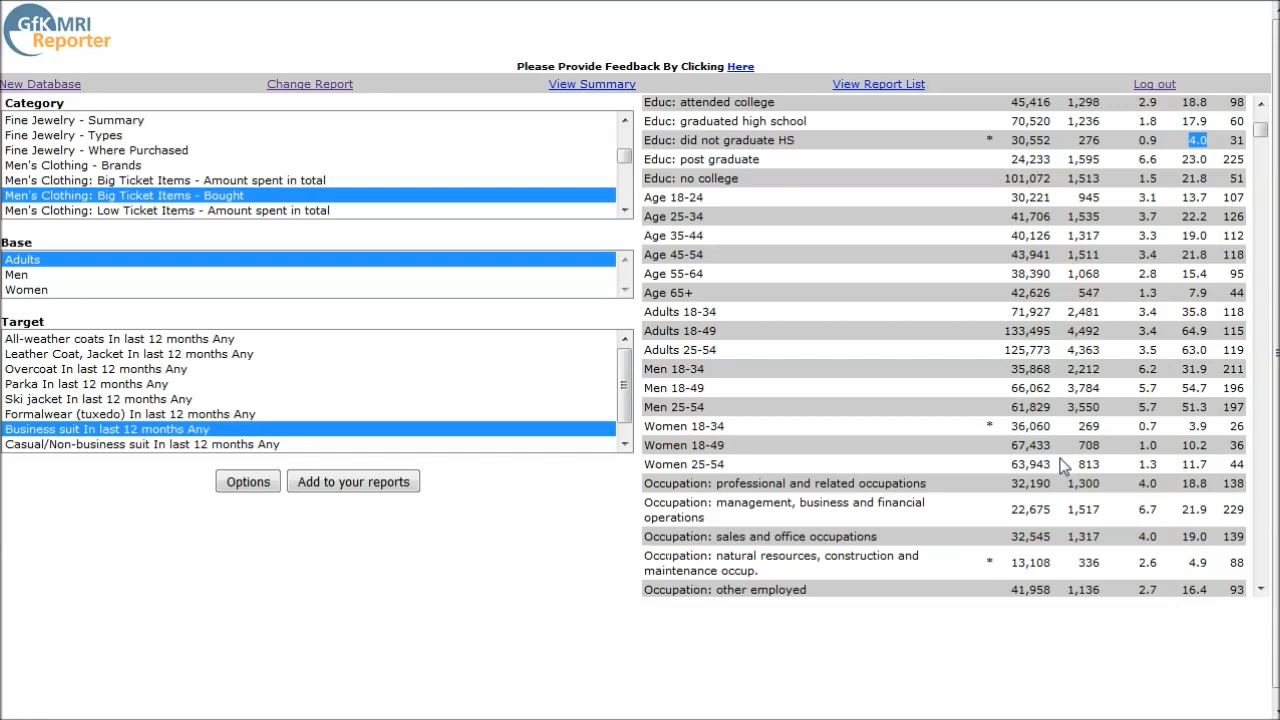 GfK MRI
Reporter
Please Provide Feedback By Clicking Here
New Database Change Report View Summary View Report List Log out
Category
Fine Jewelry - Summary
Fine Jewelry - Types
Fine Jewelry - Where Purchased
Men's Clothing - Brands
Men's Clothing: Big Ticket Items - Amount spent in total
Men's Clothing: Big Ticket Items - Bought
Men's Clothing: Low Ticket Items - Amount spent in total
Base
Adults
Men
Women
Target
All-weather coats In last 12 months Any
Leather Coat, Jacket In last 12 months Any
Overcoat In last 12 months Any
Parka In last 12 months Any
Ski jacket In last 12 months Any
Formalwear (tuxedo) In last 12 months Any
Business suit In last 12 months Any
Casual/Non-business suit In last 12 months Any
Options Add to your reports
Educ: attended college 45,416 1,298 2.9 18.8 98
Educ: graduated high school 70,520 1,236 1.8 17.9 60
Educ: did not graduate HS * 30,552 276 0.9 4.0 31
Educ: post graduate 24,233 1,595 6.6 23.0 225
Educ: no college 101,072 1,513 1.5 21.8 51
Age 18-24 30,221 945 3.1 13.7 107
Age 25-34 41,706 1,535 3.7 22.2 126
Age 35-44 40,126 1,317 3.3 19.0 112
Age 45-54 43,941 1,511 3.4 21.8 118
Age 55-64 38,390 1,068 2.8 15.4 95
Age 65+ 42,626 547 1.3 7.9 44
Adults 18-34 71,927 2,481 3.4 35.8 118
Adults 18-49 133,495 4,492 3.4 64.9 115
Adults 25-54 125,773 4,363 3.5 63.0 119
Men 18-34 35,868 2,212 6.2 31.9 211
Men 18-49 66,062 3,784 5.7 54.7 196
Men 25-54 61,829 3,550 5.7 51.3 197
Women 18-34 * 36,060 269 0.7 3.9 26
Women 18-49 67,433 708 1.0 10.2 36
Women 25-54 63,943 813 1.3 11.7 44
Occupation: professional and related occupations 32,190 1,300 4.0 18.8 138
Occupation: management, business and financial
operations 22,675 1,517 6.7 21.9 229
Occupation: sales and office occupations 32,545 1,317 4.0 19.0 139
Occupation: natural resources, construction and
maintenance occup. * 13,108 336 2.6 4.9 88
Occupation: other employed 41,958 1,136 2.7 16.4 93